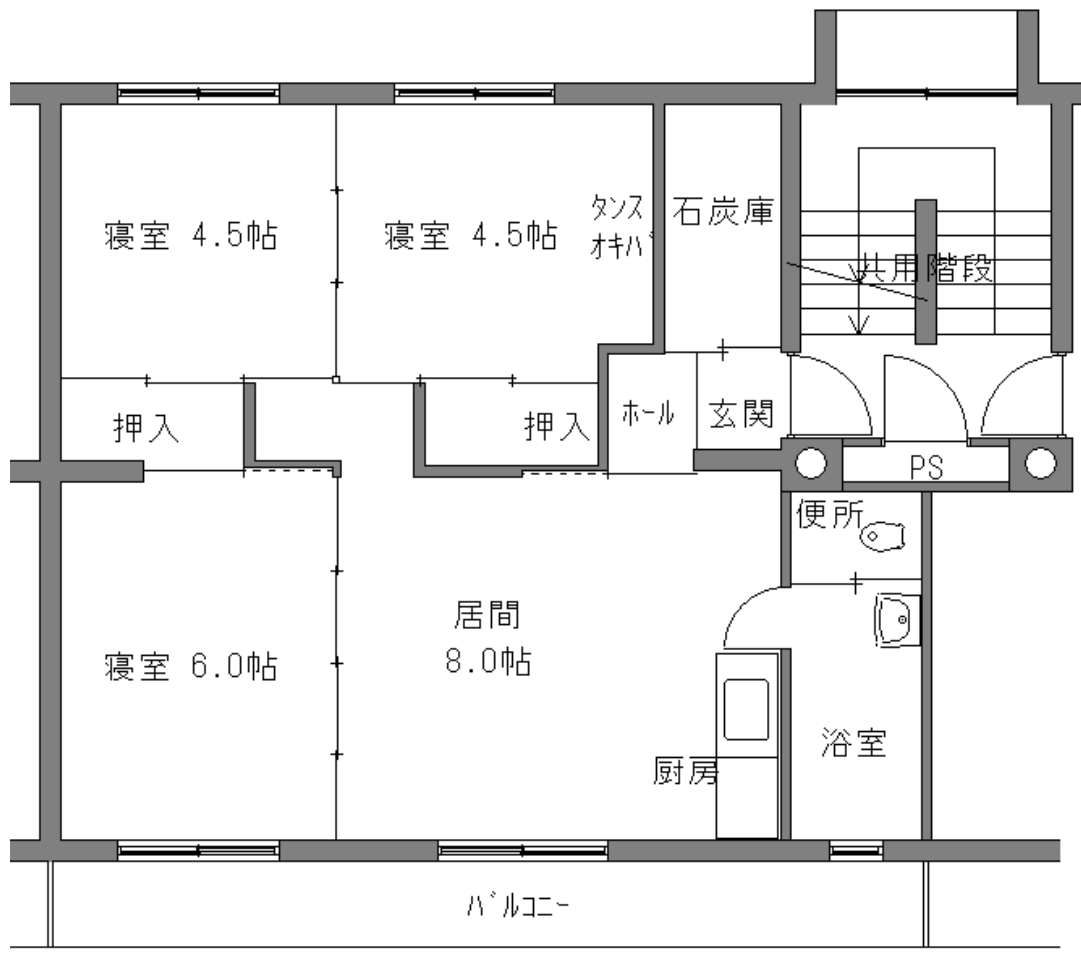 寝室 4.5帖
寝室 4.5帖
タンス
オキバ
石炭庫
共用階段
押入
押入
ホール
玄関
PS
便所
寝室 6.0帖
居間
8.0帖
厨房
浴室
バルコニー